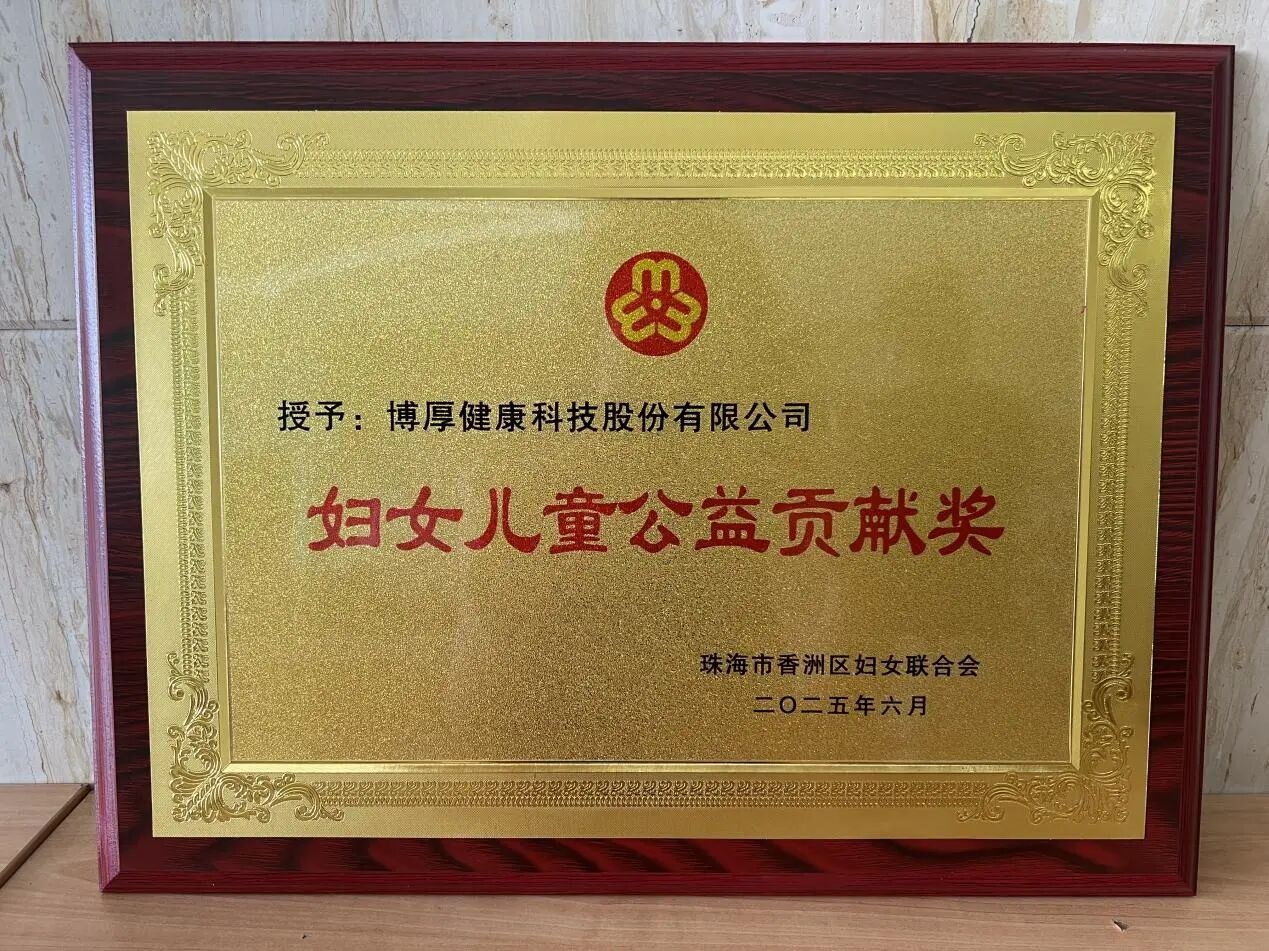 授予：博厚健康科技股份有限公司
妇女儿童公益贡献奖
珠海市香洲区妇女联合会
二〇二五年六月